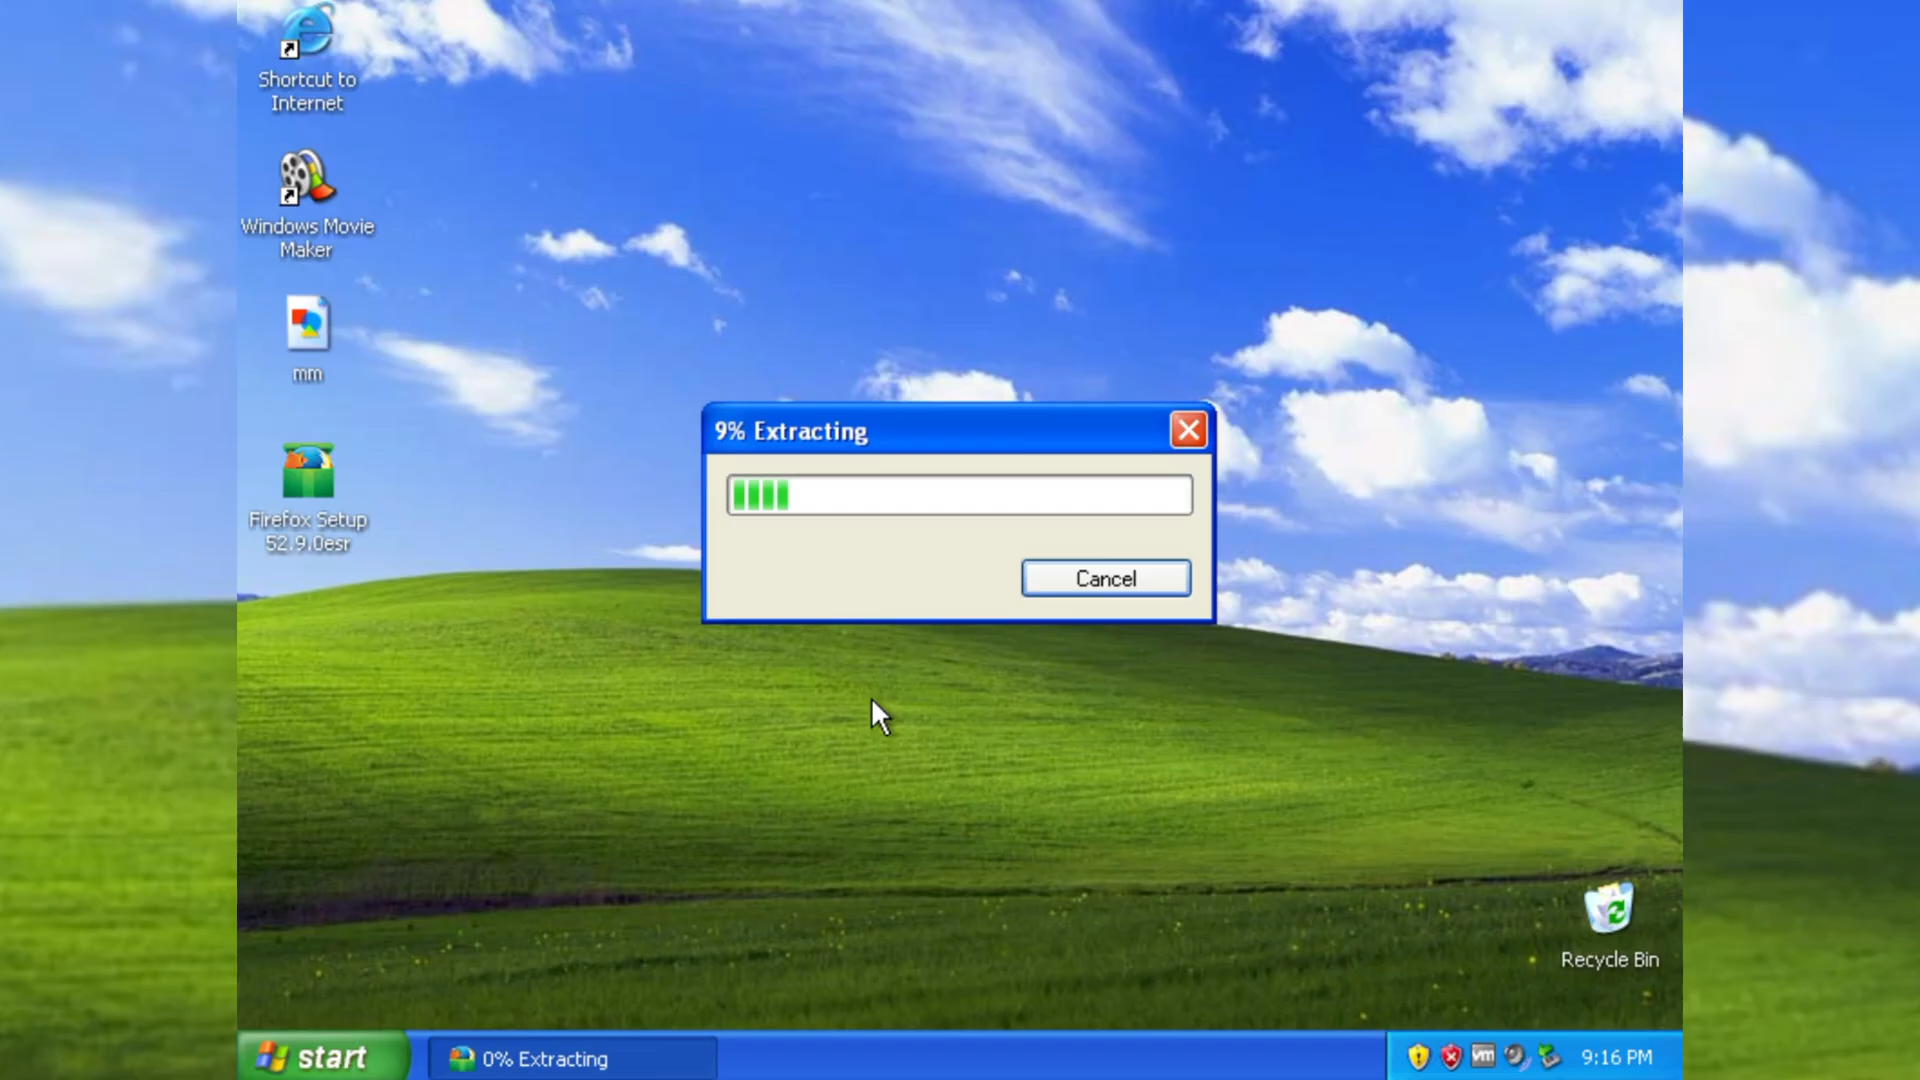 Shortcut to
Internet
Windows Movie
Maker
mm
Firefox Setup
52.9.0esr
9% Extracting
Cancel
Recycle Bin
start
0% Extracting
vm
9:16 PM